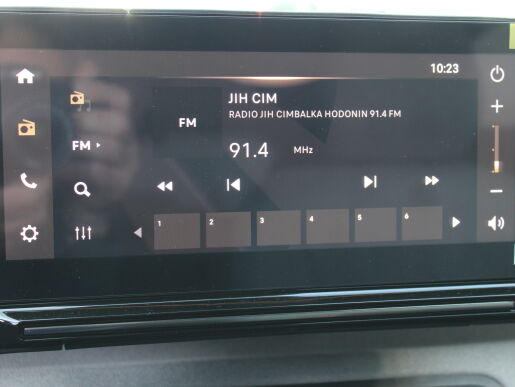 10:23
JIH CIM
RADIO JIH CIMBALKA HODONIN 91.4 FM
FM
FM
91.4 MHz
1 2 3 4 5 6